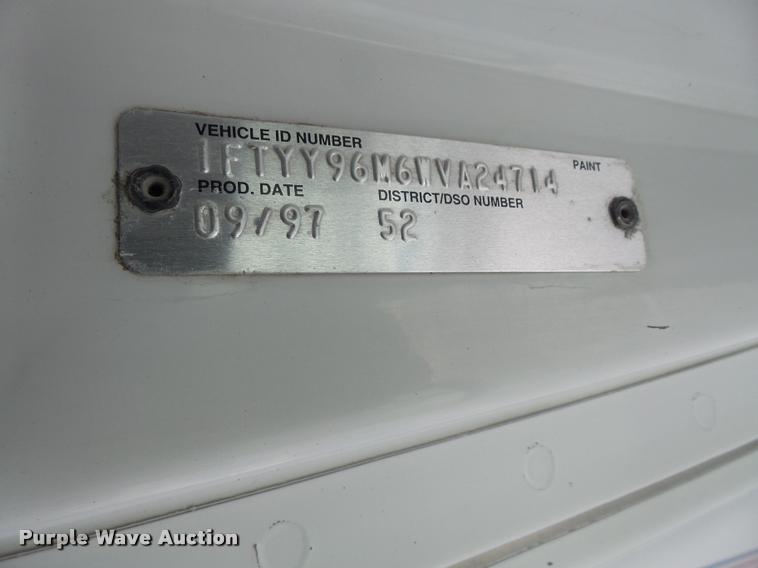 VEHICLE ID NUMBER
1FTYY96M6WVA24714
PAINT
PROD. DATE DISTRICT/DSO NUMBER
09/97 52
Purple Wave Auction